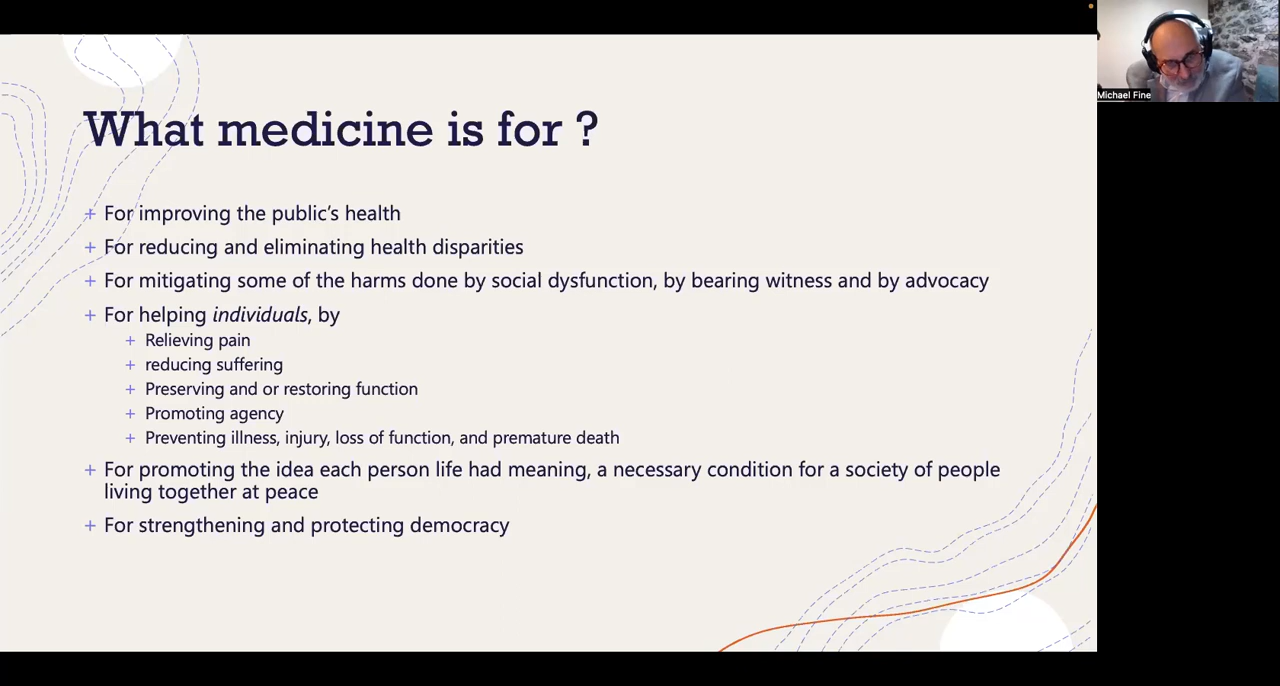 Michael Fine
What medicine is for ?
+ For improving the public's health
+ For reducing and eliminating health disparities
+ For mitigating some of the harms done by social dysfunction, by bearing witness and by advocacy
+ For helping individuals, by
+ Relieving pain
+ reducing suffering
+ Preserving and or restoring function
+ Promoting agency
+ Preventing illness, injury, loss of function, and premature death
+ For promoting the idea each person life had meaning, a necessary condition for a society of people
living together at peace
+ For strengthening and protecting democracy